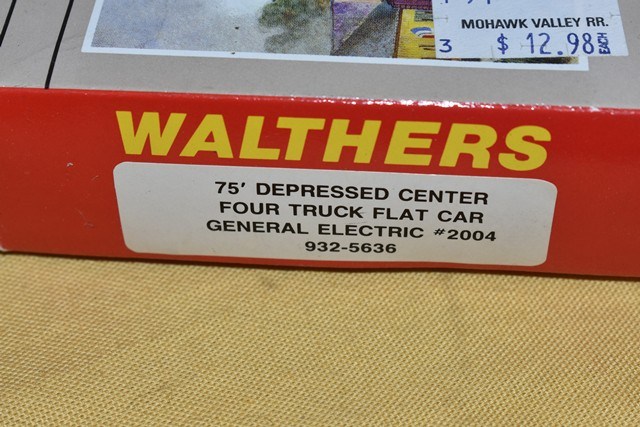 MOHAWK VALLEY RR.
3 $ 12.98 EACH
WALTHERS
75' DEPRESSED CENTER
FOUR TRUCK FLAT CAR
GENERAL ELECTRIC #2004
932-5636